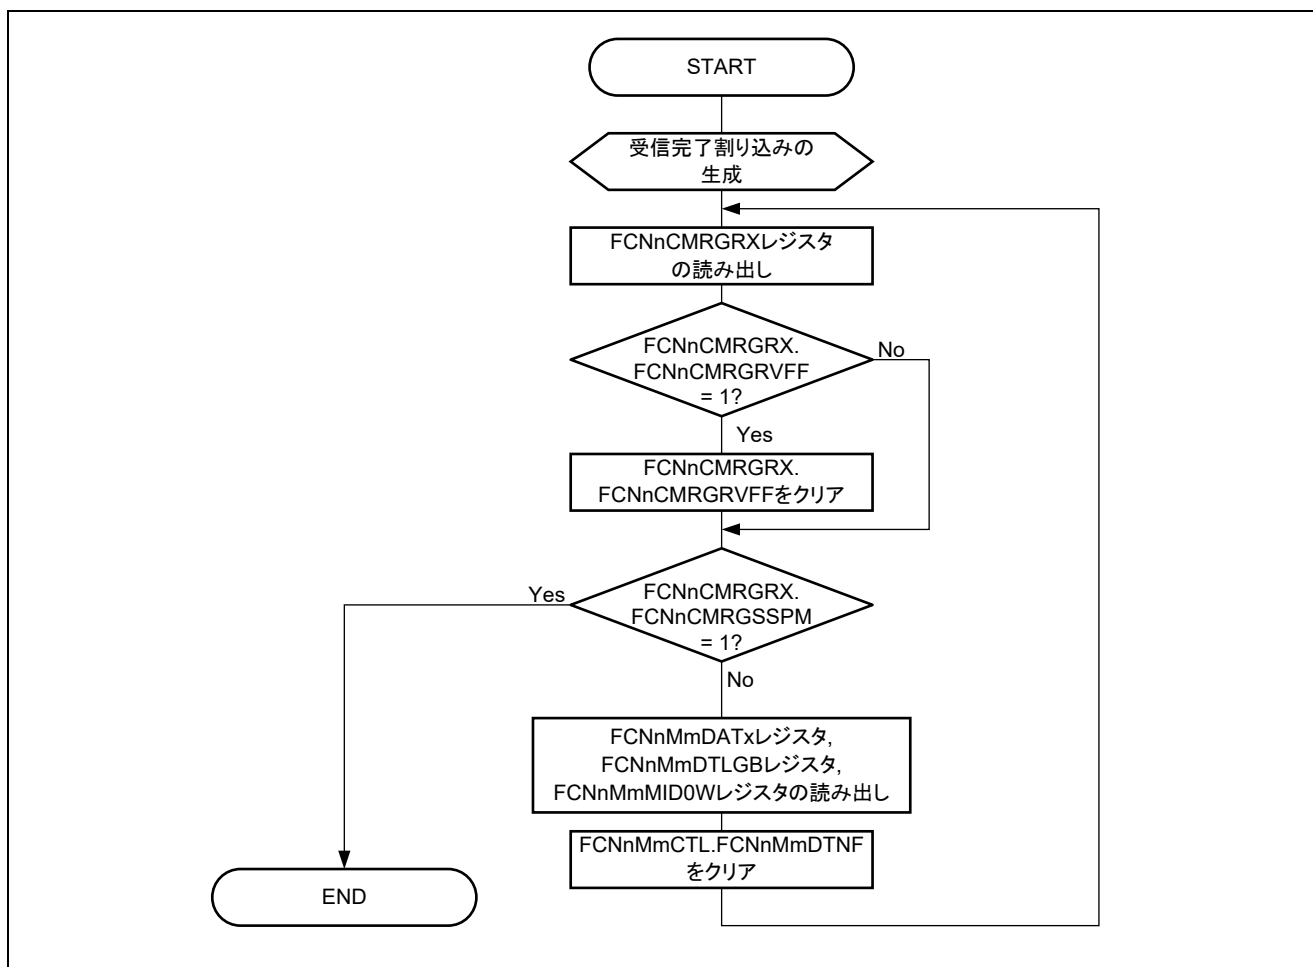 START
受信完了割り込みの
生成
FCNnCMRGRXレジスタ
の読み出し
FCNnCMRGRX.
FCNnCMRGRVFF
= 1?
No
Yes
FCNnCMRGRX.
FCNnCMRGRVFFをクリア
FCNnCMRGRX.
FCNnCMRGSSPM
= 1?
Yes
No
FCNnMmDATxレジスタ,
FCNnMmDTLGBレジスタ,
FCNnMmMID0Wレジスタの読み出し
FCNnMmCTL.FCNnMmDTNF
をクリア
END